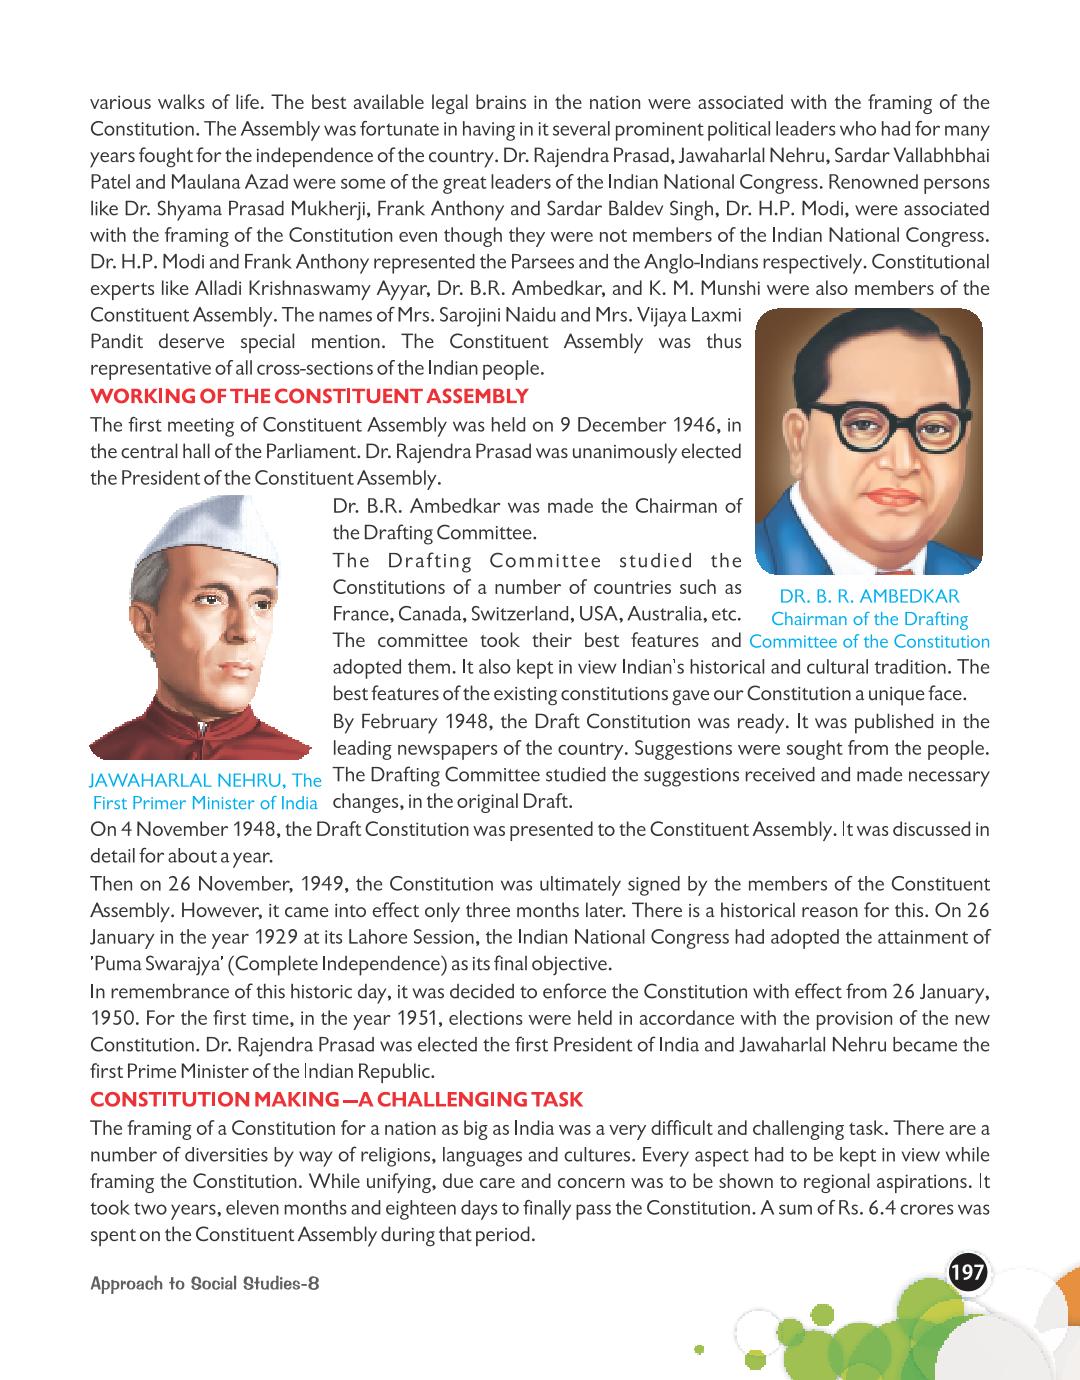 various walks of life. The best available legal brains in the nation were associated with the framing of the
Constitution. The Assembly was fortunate in having in it several prominent political leaders who had for many
years fought for the independence of the country. Dr. Rajendra Prasad, Jawaharlal Nehru, Sardar Vallabhbhai
Patel and Maulana Azad were some of the great leaders of the Indian National Congress. Renowned persons
like Dr. Shyama Prasad Mukherji, Frank Anthony and Sardar Baldev Singh, Dr. H.P. Modi, were associated
with the framing of the Constitution even though they were not members of the Indian National Congress.
Dr. H.P. Modi and Frank Anthony represented the Parsees and the Anglo-Indians respectively. Constitutional
experts like Alladi Krishnaswamy Ayyar, Dr. B.R. Ambedkar, and K. M. Munshi were also members of the
Constituent Assembly. The names of Mrs. Sarojini Naidu and Mrs. Vijaya Laxmi
Pandit deserve special mention. The Constituent Assembly was thus
representative of all cross-sections of the Indian people.
WORKING OF THE CONSTITUENT ASSEMBLY
The first meeting of Constituent Assembly was held on 9 December 1946, in
the central hall of the Parliament. Dr. Rajendra Prasad was unanimously elected
the President of the Constituent Assembly.
Dr. B.R. Ambedkar was made the Chairman of
the Drafting Committee.
The Drafting Committee studied the
Constitutions of a number of countries such as
France, Canada, Switzerland, USA, Australia, etc.
The committee took their best features and
adopted them. It also kept in view Indian's historical and cultural tradition. The
best features of the existing constitutions gave our Constitution a unique face.
DR. B. R. AMBEDKAR
Chairman of the Drafting
Committee of the Constitution
By February 1948, the Draft Constitution was ready. It was published in the
leading newspapers of the country. Suggestions were sought from the people.
The Drafting Committee studied the suggestions received and made necessary
changes, in the original Draft.
JAWAHARLAL NEHRU, The
First Primer Minister of India
On 4 November 1948, the Draft Constitution was presented to the Constituent Assembly. It was discussed in
detail for about a year.
Then on 26 November, 1949, the Constitution was ultimately signed by the members of the Constituent
Assembly. However, it came into effect only three months later. There is a historical reason for this. On 26
January in the year 1929 at its Lahore Session, the Indian National Congress had adopted the attainment of
'Puma Swarajya' (Complete Independence) as its final objective.
In remembrance of this historic day, it was decided to enforce the Constitution with effect from 26 January,
1950. For the first time, in the year 1951, elections were held in accordance with the provision of the new
Constitution. Dr. Rajendra Prasad was elected the first President of India and Jawaharlal Nehru became the
first Prime Minister of the Indian Republic.
CONSTITUTION MAKING—A CHALLENGING TASK
The framing of a Constitution for a nation as big as India was a very difficult and challenging task. There are a
number of diversities by way of religions, languages and cultures. Every aspect had to be kept in view while
framing the Constitution. While unifying, due care and concern was to be shown to regional aspirations. It
took two years, eleven months and eighteen days to finally pass the Constitution. A sum of Rs. 6.4 crores was
spent on the Constituent Assembly during that period.
Approach to Social Studies-8
197